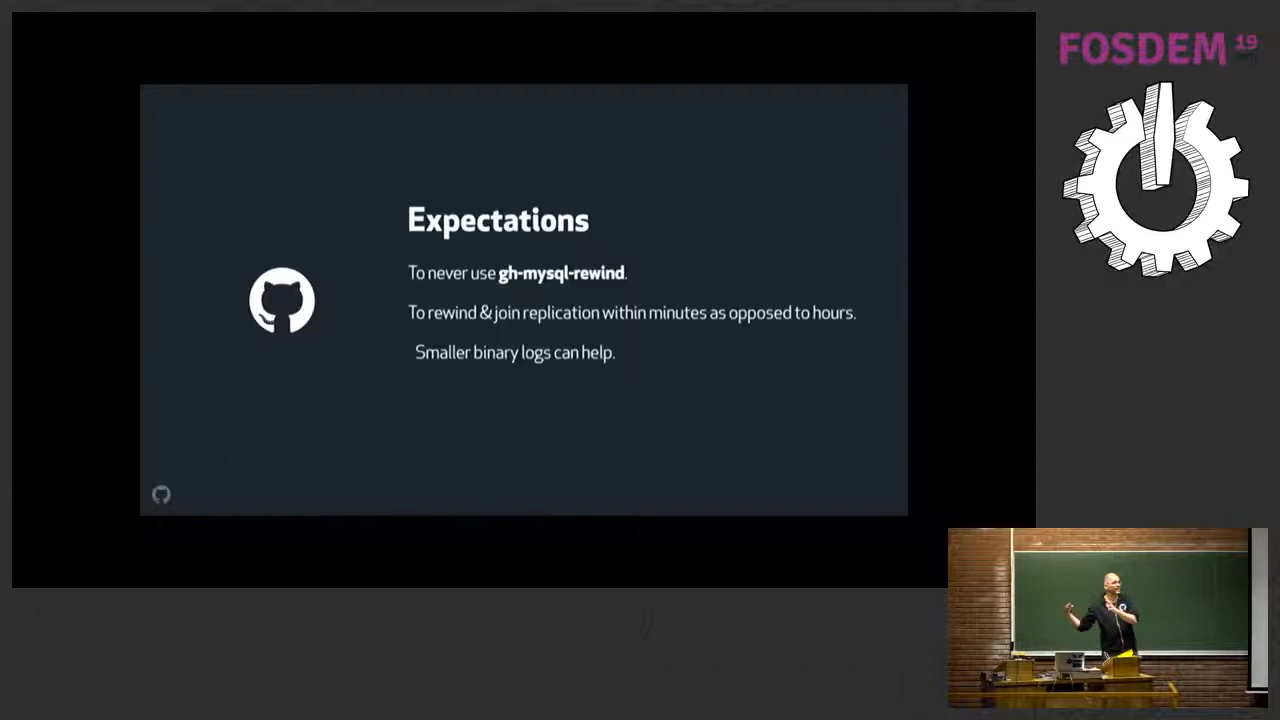 FOSDEM 19
Expectations
To never use gh-mysql-rewind.
To rewind & join replication within minutes as opposed to hours.
Smaller binary logs can help.